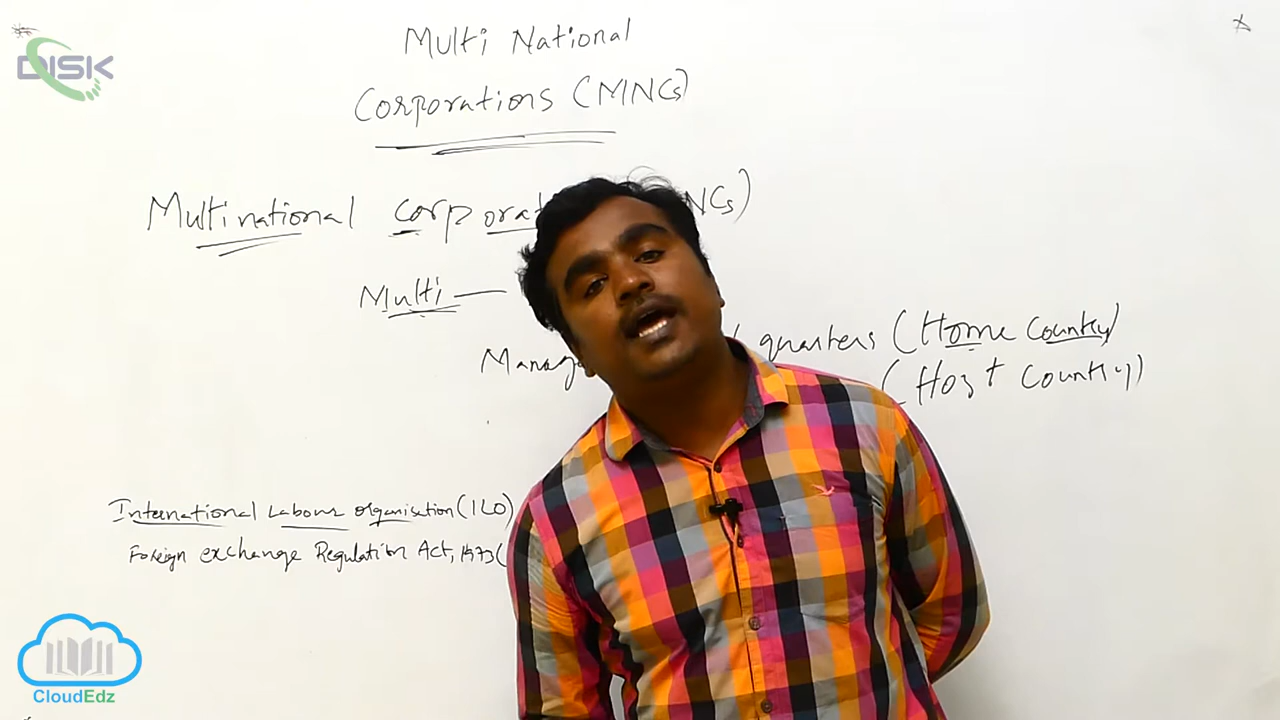 DISK
Multi National
Corporations (MNCs)
Multinational corporat NCs)
Multi —
Manag quarters (Home Country)
(Host Country)
International Labour organisation (ILO)
Foreign exchange Regulation Act, 1973 (
CloudEdz